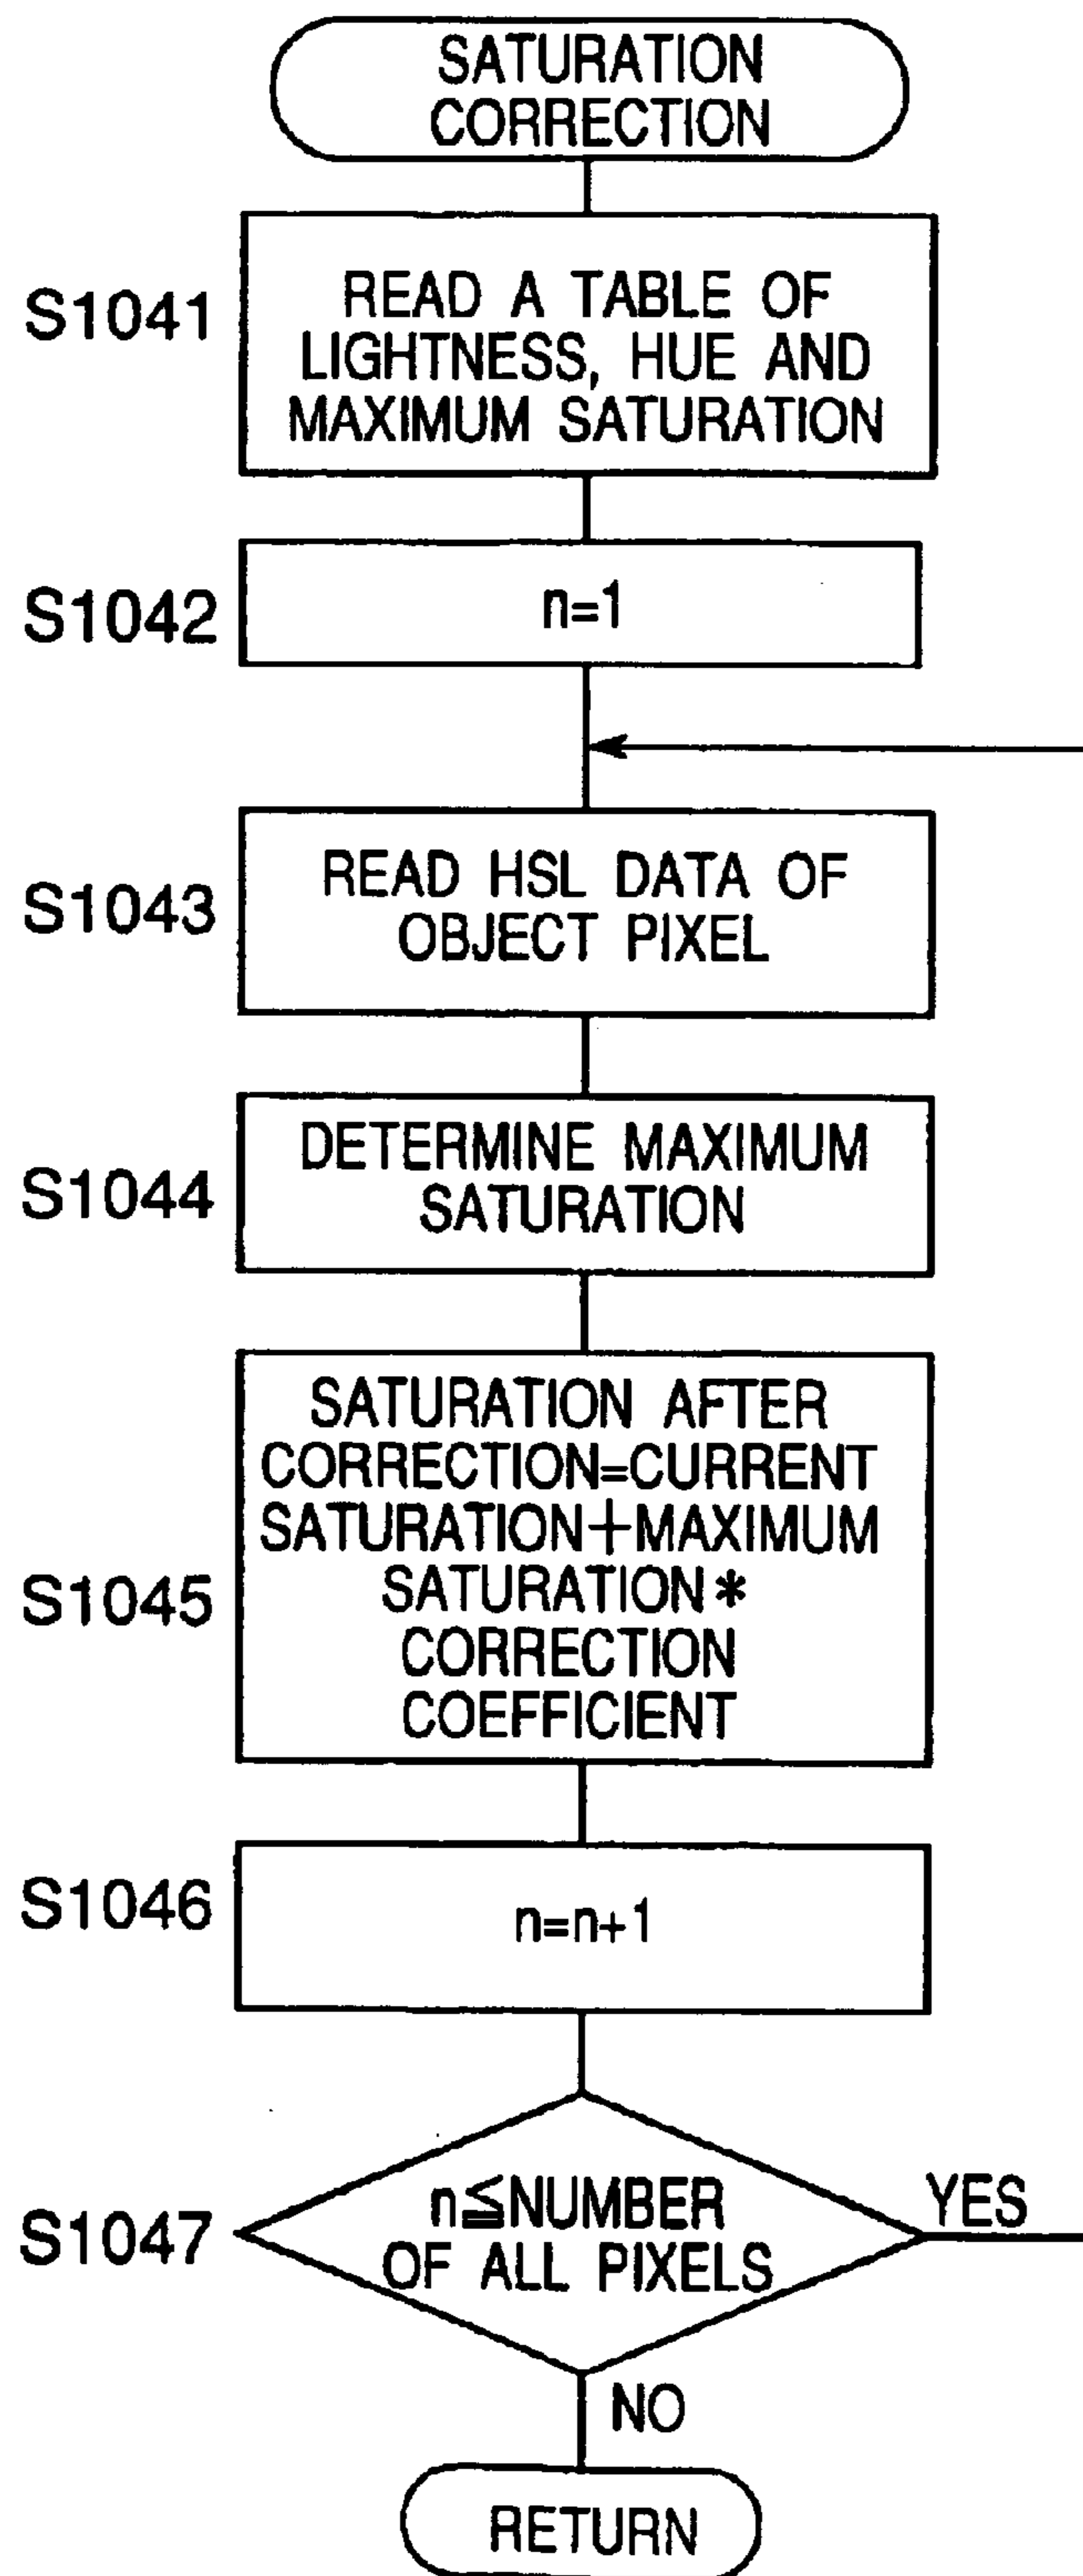 SATURATION
CORRECTION
S1041
READ A TABLE OF
LIGHTNESS, HUE AND
MAXIMUM SATURATION
S1042
n=1
S1043
READ HSL DATA OF
OBJECT PIXEL
S1044
DETERMINE MAXIMUM
SATURATION
S1045
SATURATION AFTER
CORRECTION=CURRENT
SATURATION+MAXIMUM
SATURATION*
CORRECTION
COEFFICIENT
S1046
n=n+1
S1047
n≦NUMBER
OF ALL PIXELS
YES
NO
RETURN